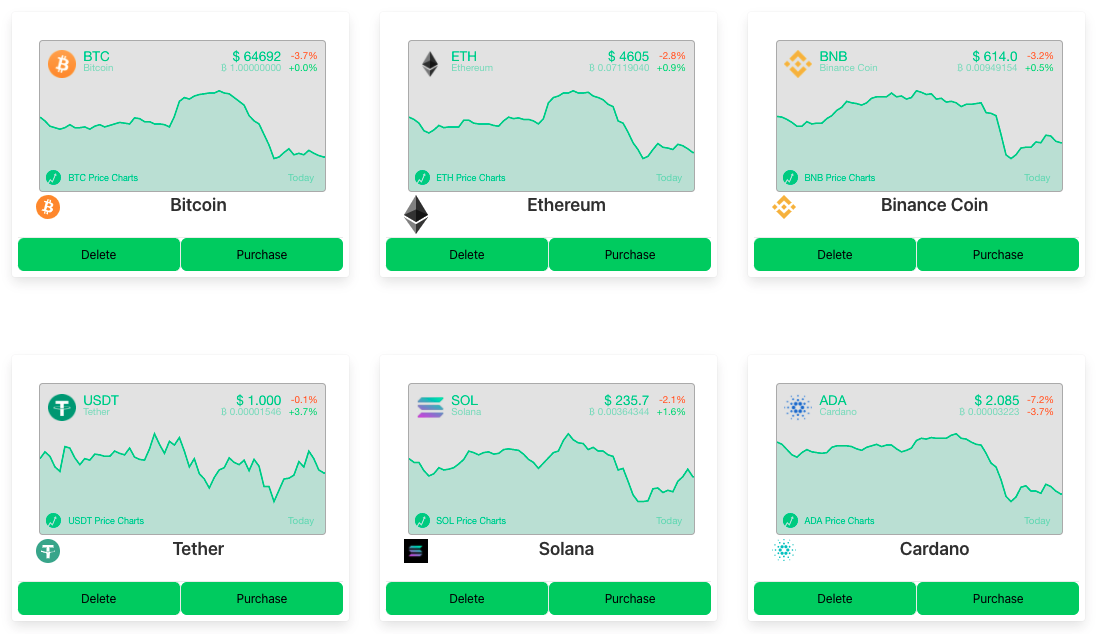 BTC $ 64692 -3.7%
Bitcoin ₿ 1.00000000 +0.0%
BTC Price Charts Today
Bitcoin
Delete Purchase
ETH $ 4605 -2.8%
Ethereum ₿ 0.07119040 +0.9%
ETH Price Charts Today
Ethereum
Delete Purchase
BNB $ 614.0 -3.2%
Binance Coin ₿ 0.00949154 +0.5%
BNB Price Charts Today
Binance Coin
Delete Purchase
USDT $ 1.000 -0.1%
Tether ₿ 0.00001546 +3.7%
USDT Price Charts Today
Tether
Delete Purchase
SOL $ 235.7 -2.1%
Solana ₿ 0.00364344 +1.6%
SOL Price Charts Today
Solana
Delete Purchase
ADA $ 2.085 -7.2%
Cardano ₿ 0.00003223 -3.7%
ADA Price Charts Today
Cardano
Delete Purchase